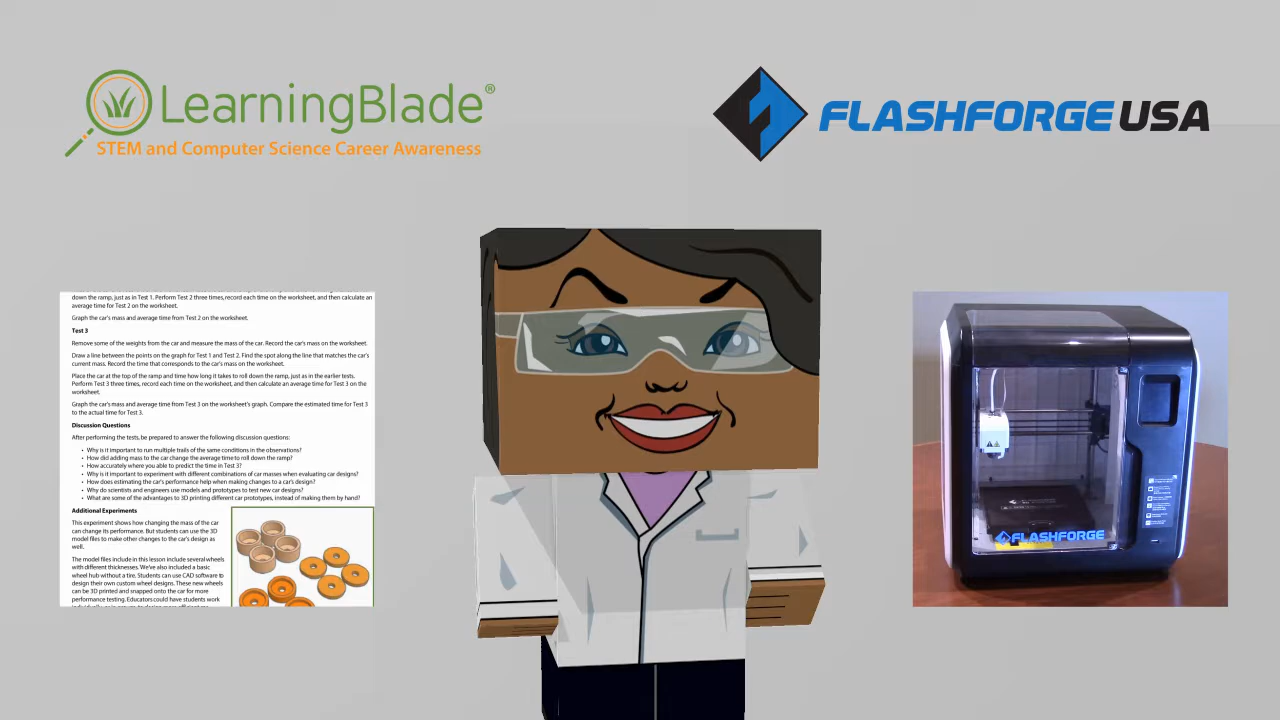 LearningBlade®
STEM and Computer Science Career Awareness
FLASHFORGE USA
down the ramp, just as in Test 1. Perform Test 2 three times, record each time on the worksheet, and then calculate an
average time for Test 2 on the worksheet.
Graph the car's mass and average time from Test 2 on the worksheet.
Test 3
Remove some of the weights from the car and measure the mass of the car. Record the car's mass on the worksheet.
Draw a line between the points on the graph for Test 1 and Test 2. Find the spot along the line that matches the car's
current mass. Record the time that corresponds to the car's mass on the worksheet.
Place the car at the top of the ramp and time how long it takes to roll down the ramp, just as in the earlier tests.
Perform Test 3 three times, record each time on the worksheet, and then calculate an average time for Test 3 on the
worksheet.
Graph the car's mass and average time from Test 3 on the worksheet's graph. Compare the estimated time for Test 3
to the actual time for Test 3.
Discussion Questions
After performing the tests, be prepared to answer the following discussion questions:
• Why is it important to run multiple trails of the same conditions in the observations?
• How did adding mass to the car change the average time to roll down the ramp?
• How accurately where you able to predict the time in Test 3?
• Why is it important to experiment with different combinations of car masses when evaluating car designs?
• How does estimating the car's performance help when making changes to a car's design?
• Why do scientists and engineers use models and prototypes to test new car designs?
• What are some of the advantages to 3D printing different car prototypes, instead of making them by hand?
Additional Experiments
This experiment shows how changing the mass of the car
can change its performance. But students can use the 3D
model files to make other changes to the car's design as
well.
The model files include in this lesson include several wheels
with different thicknesses. We've also included a basic
wheel hub without a tire. Students can use CAD software to
design their own custom wheel designs. These new wheels
can be 3D printed and snapped onto the car for more
performance testing. Educators could have students work
FLASHFORGE